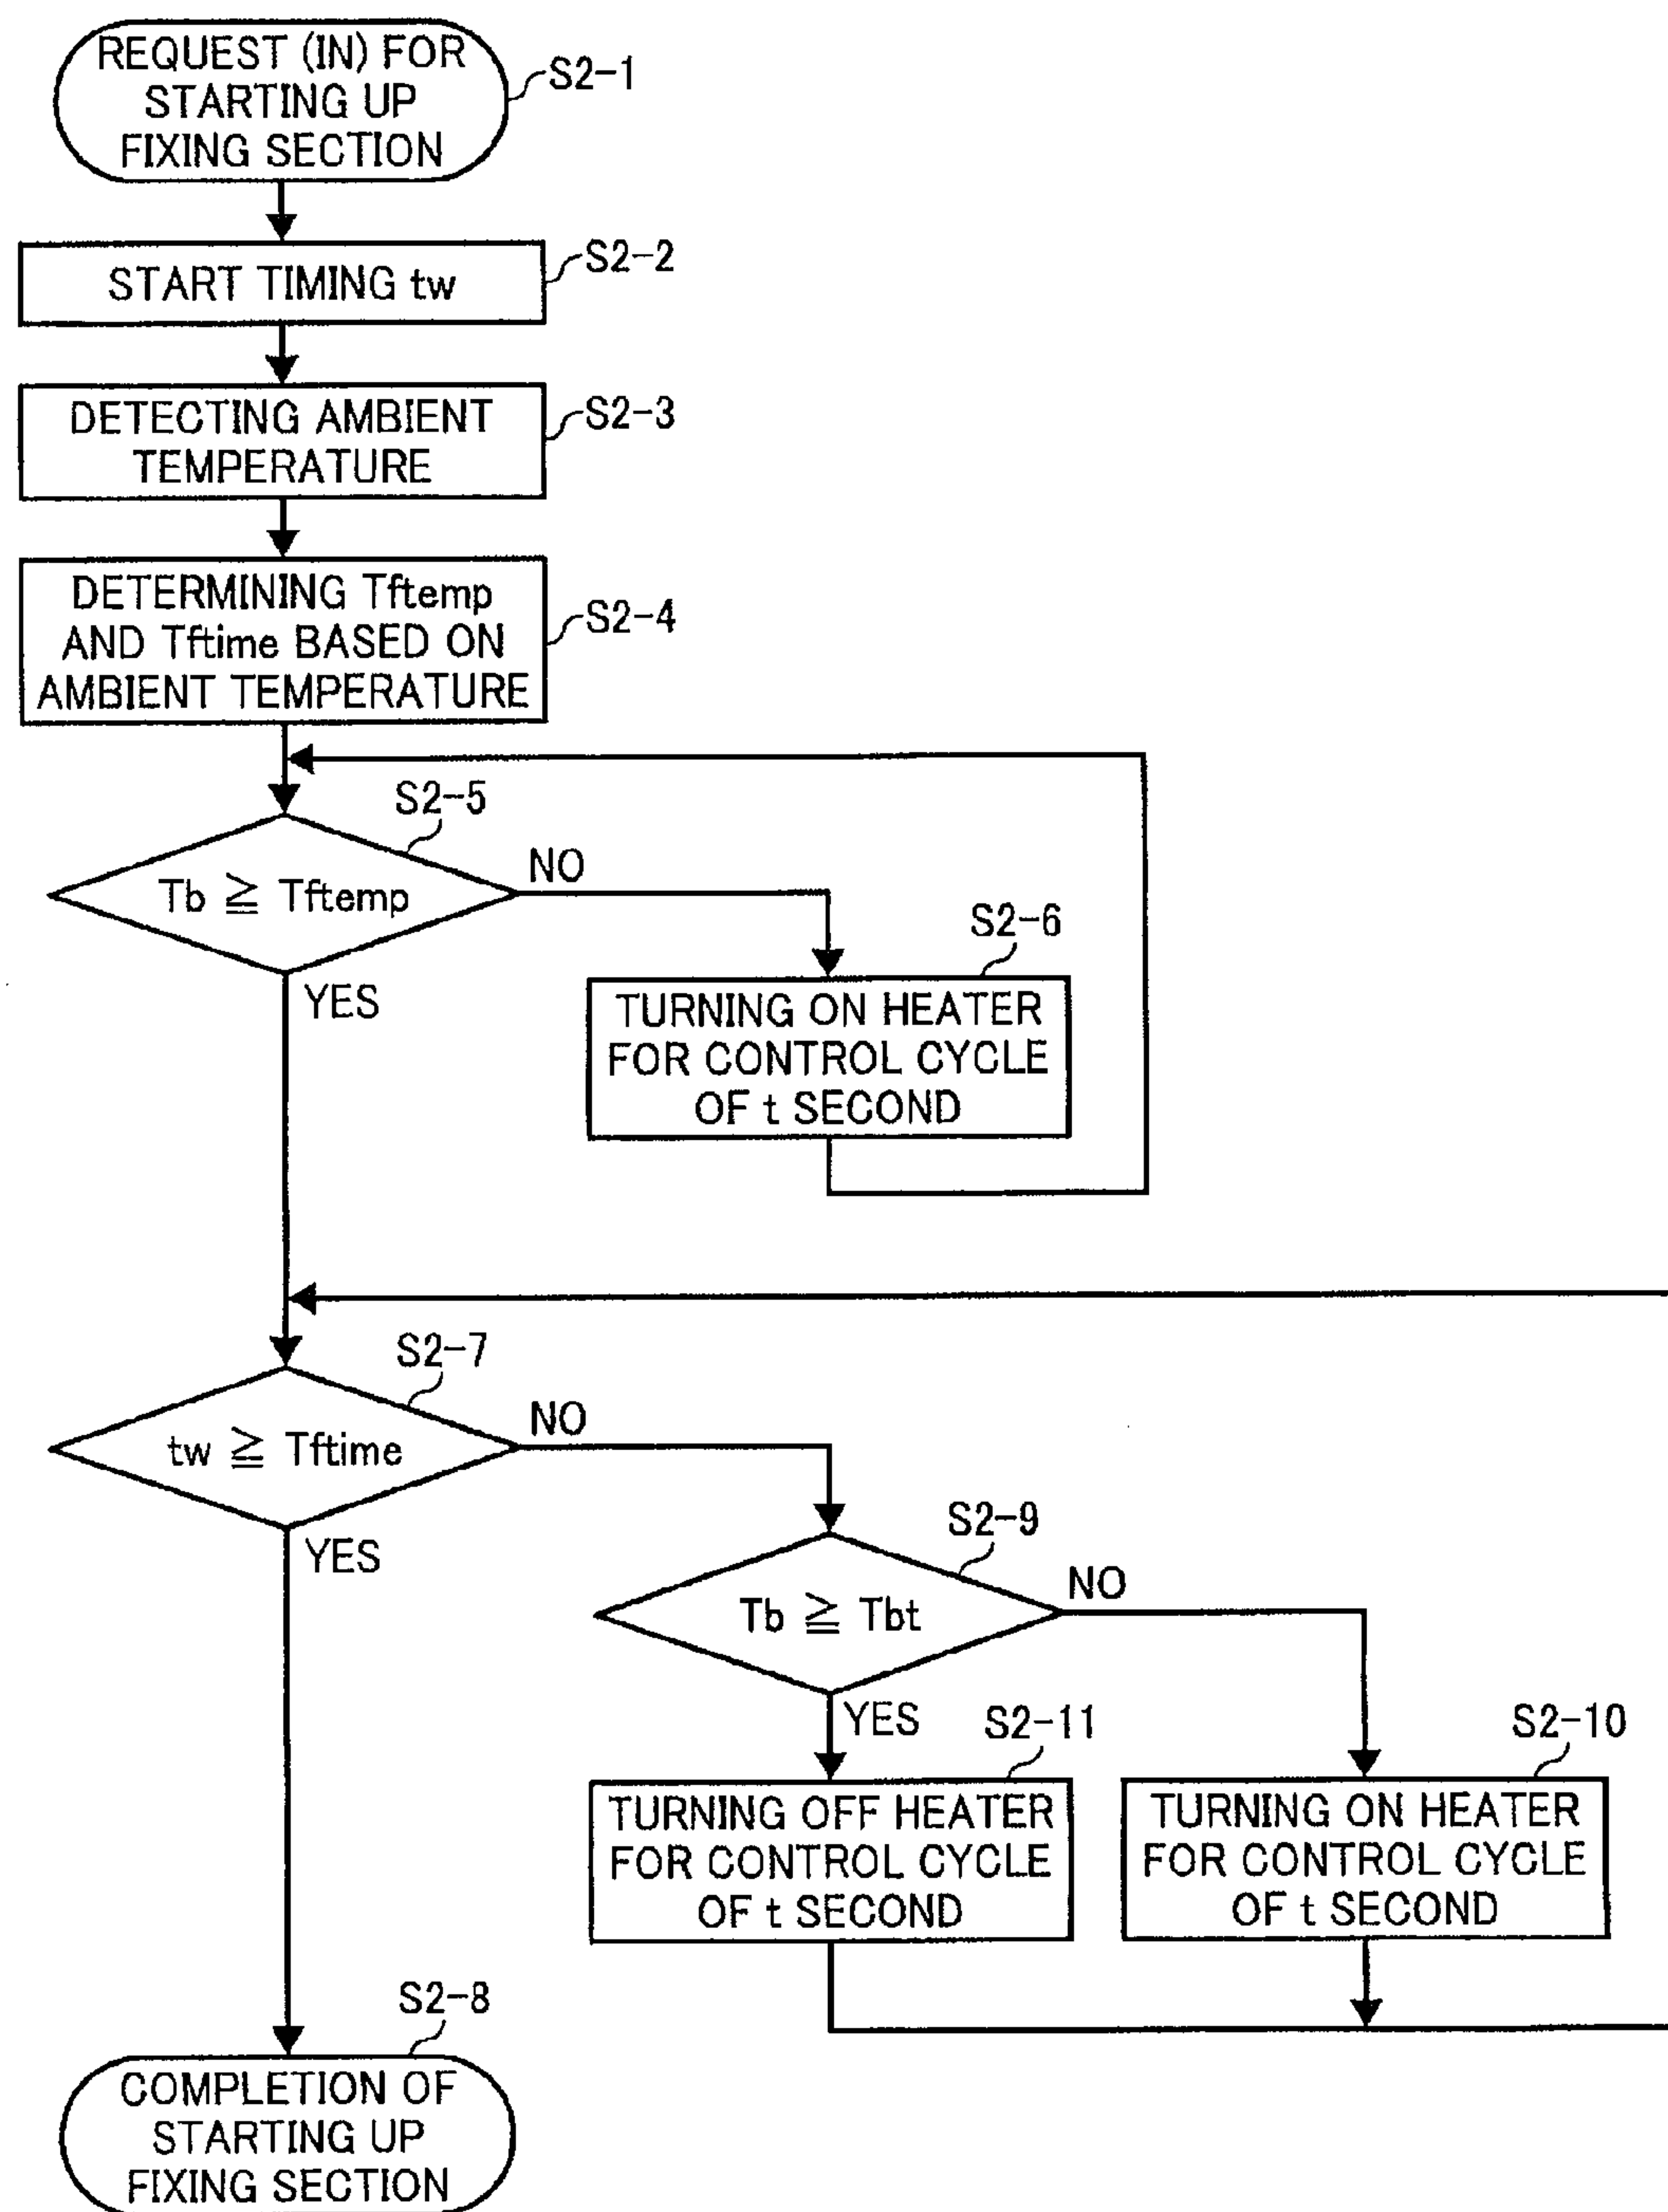 REQUEST (IN) FOR
STARTING UP
FIXING SECTION
S2-1
START TIMING tw
S2-2
DETECTING AMBIENT
TEMPERATURE
S2-3
DETERMINING Tftemp
AND Tftime BASED ON
AMBIENT TEMPERATURE
S2-4
S2-5
Tb ≧ Tftemp
NO
YES
S2-6
TURNING ON HEATER
FOR CONTROL CYCLE
OF t SECOND
S2-7
tw ≧ Tftime
NO
YES
S2-9
Tb ≧ Tbt
NO
YES
S2-11
TURNING OFF HEATER
FOR CONTROL CYCLE
OF t SECOND
S2-10
TURNING ON HEATER
FOR CONTROL CYCLE
OF t SECOND
S2-8
COMPLETION OF
STARTING UP
FIXING SECTION